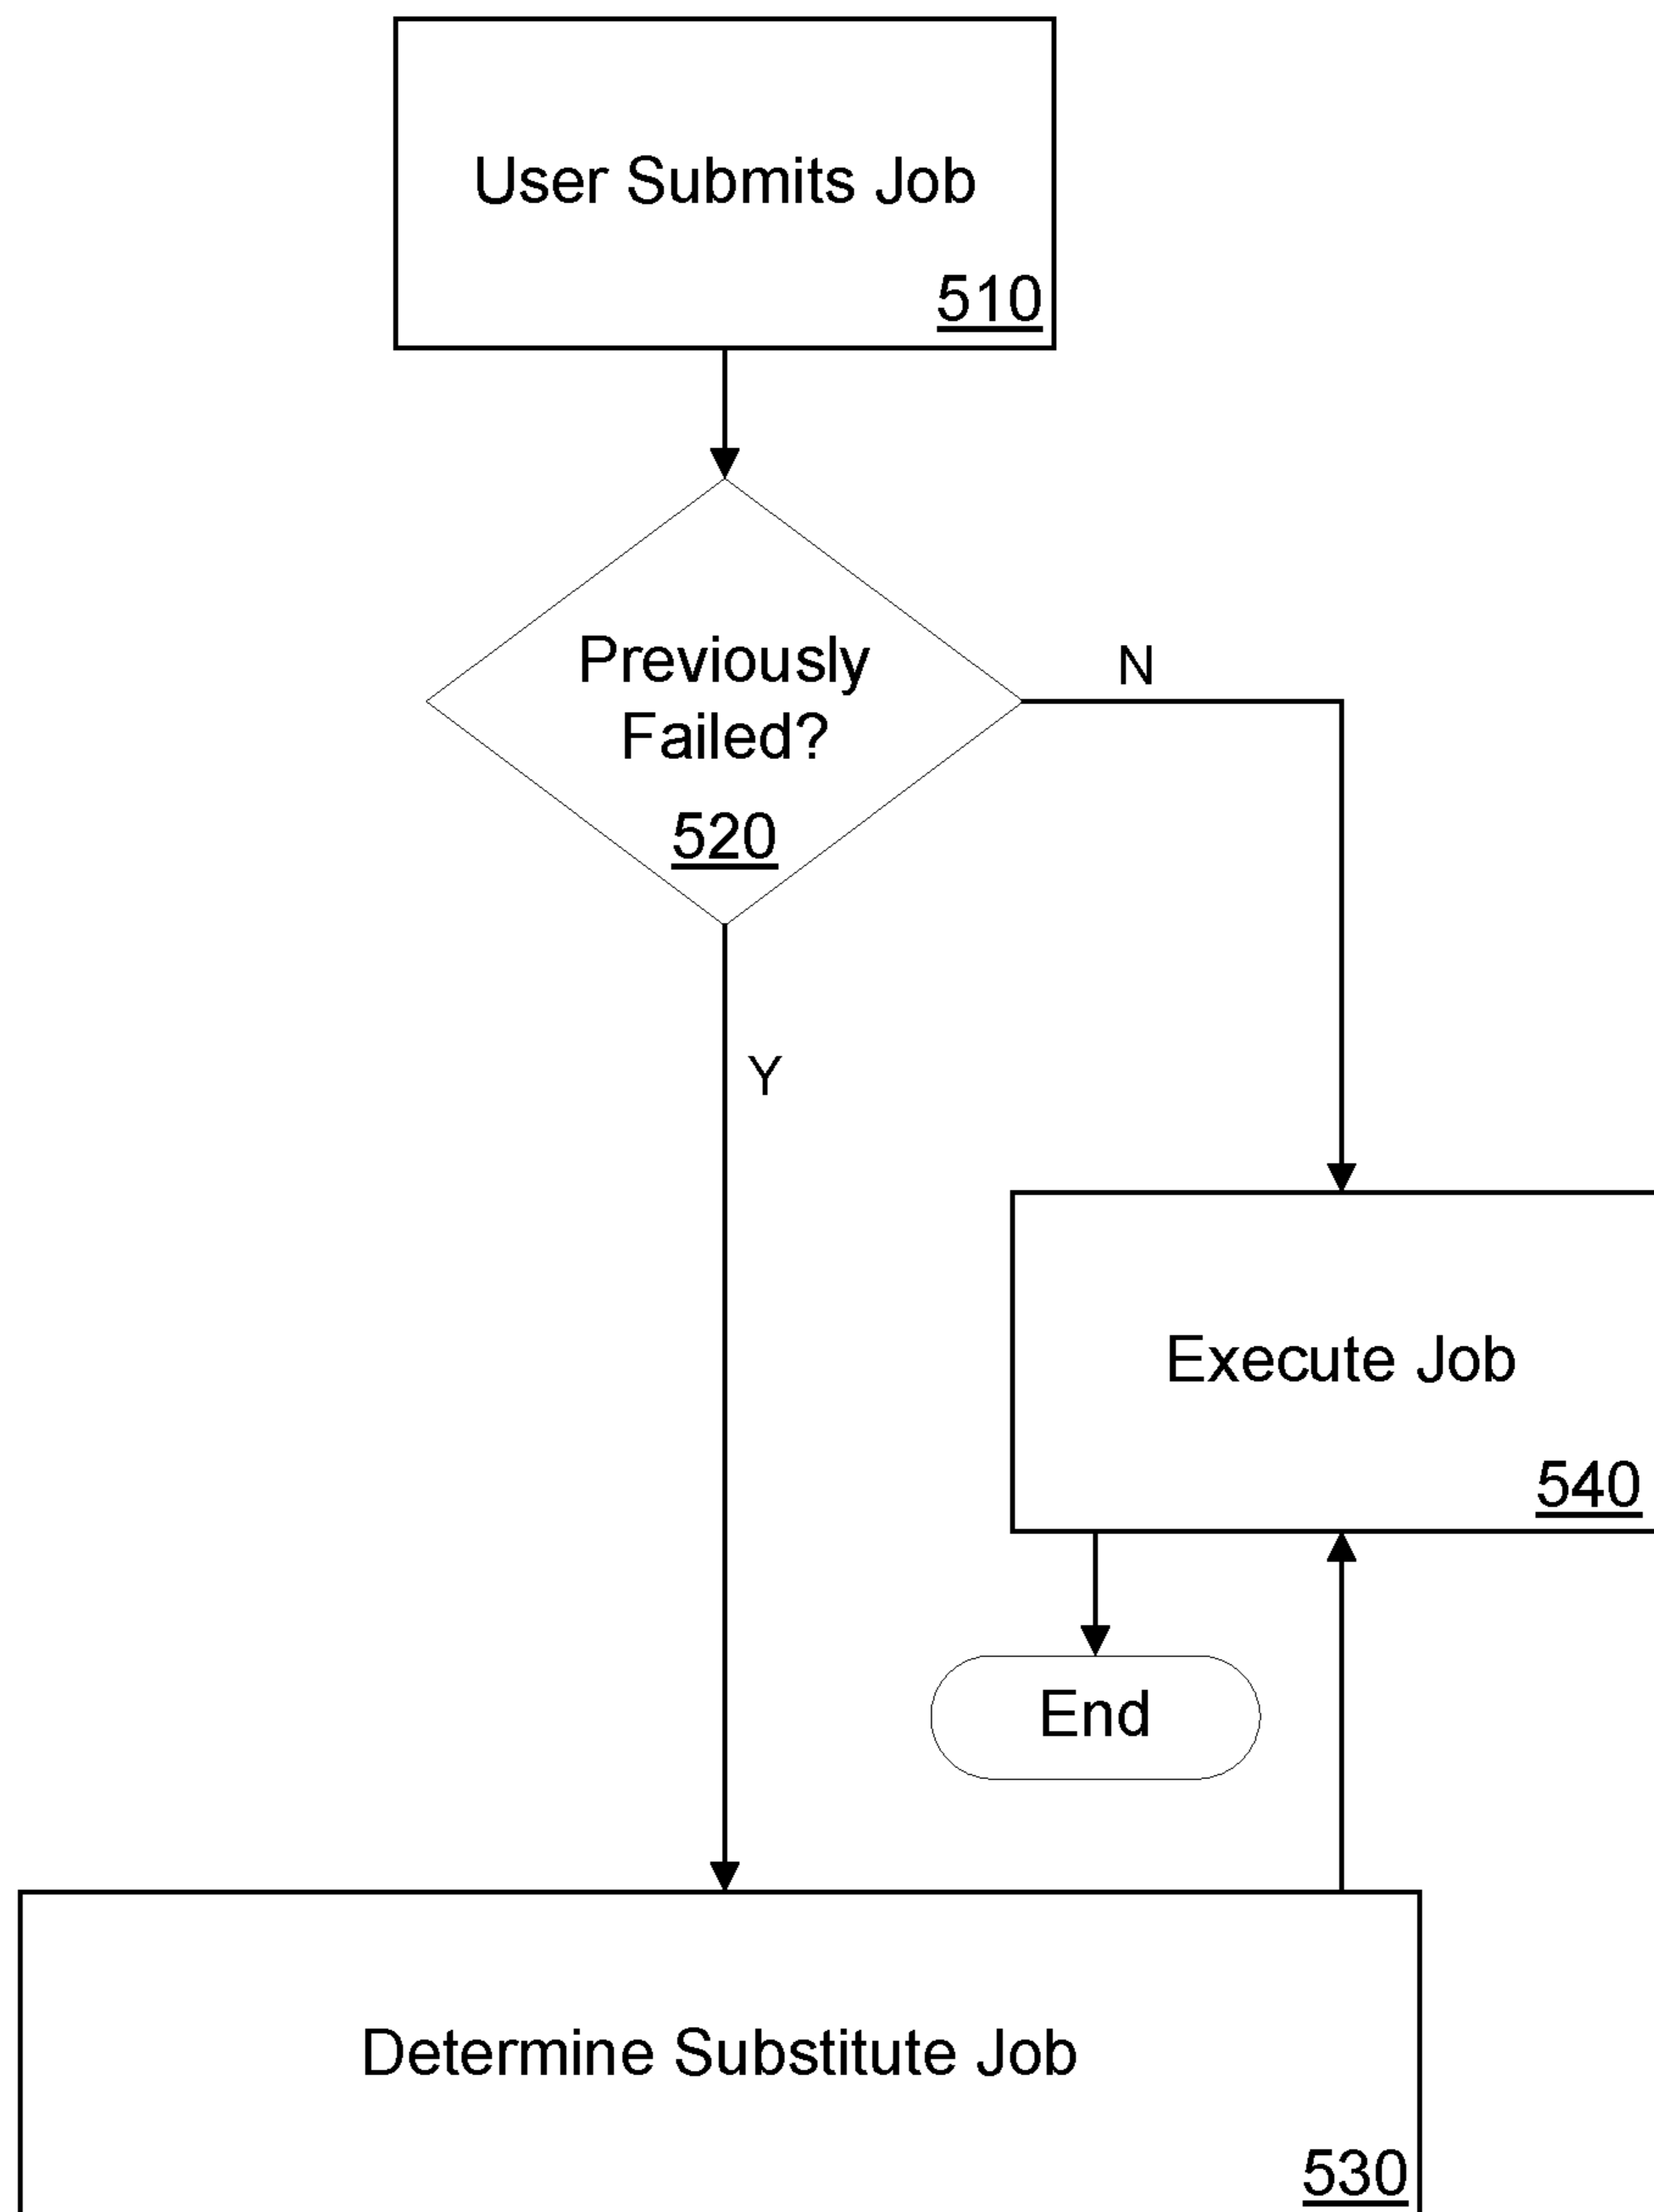 User Submits Job
510
Previously
Failed?
520
N
Y
Execute Job
540
End
Determine Substitute Job
530